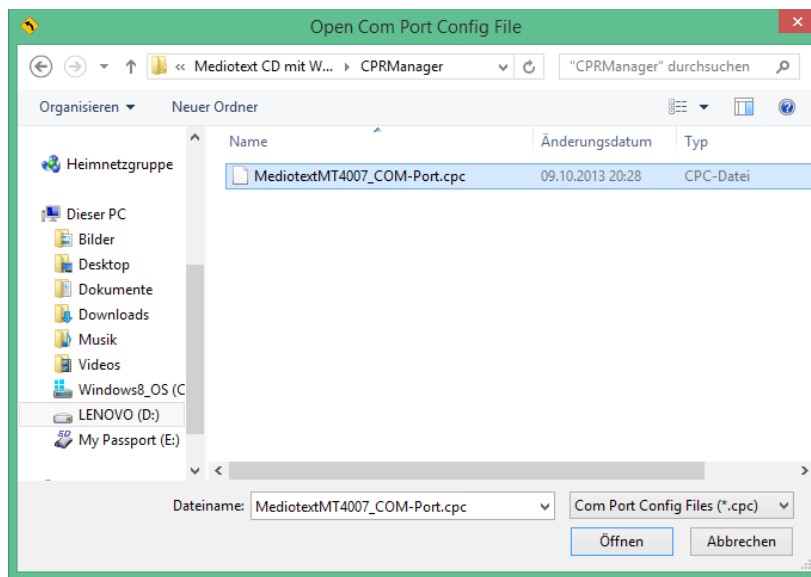 Open Com Port Config File
« Mediotext CD mit W... CPRManager "CPRManager" durchsuchen
Organisieren Neuer Ordner
Name Änderungsdatum Typ
MediotextMT4007_COM-Port.cpc 09.10.2013 20:28 CPC-Datei
Heimnetzgruppe
Dieser PC
Bilder
Desktop
Dokumente
Downloads
Musik
Videos
Windows8_OS (C
LENOVO (D:)
My Passport (E:)
Dateiname: MediotextMT4007_COM-Port.cpc Com Port Config Files (*.cpc)
Öffnen Abbrechen